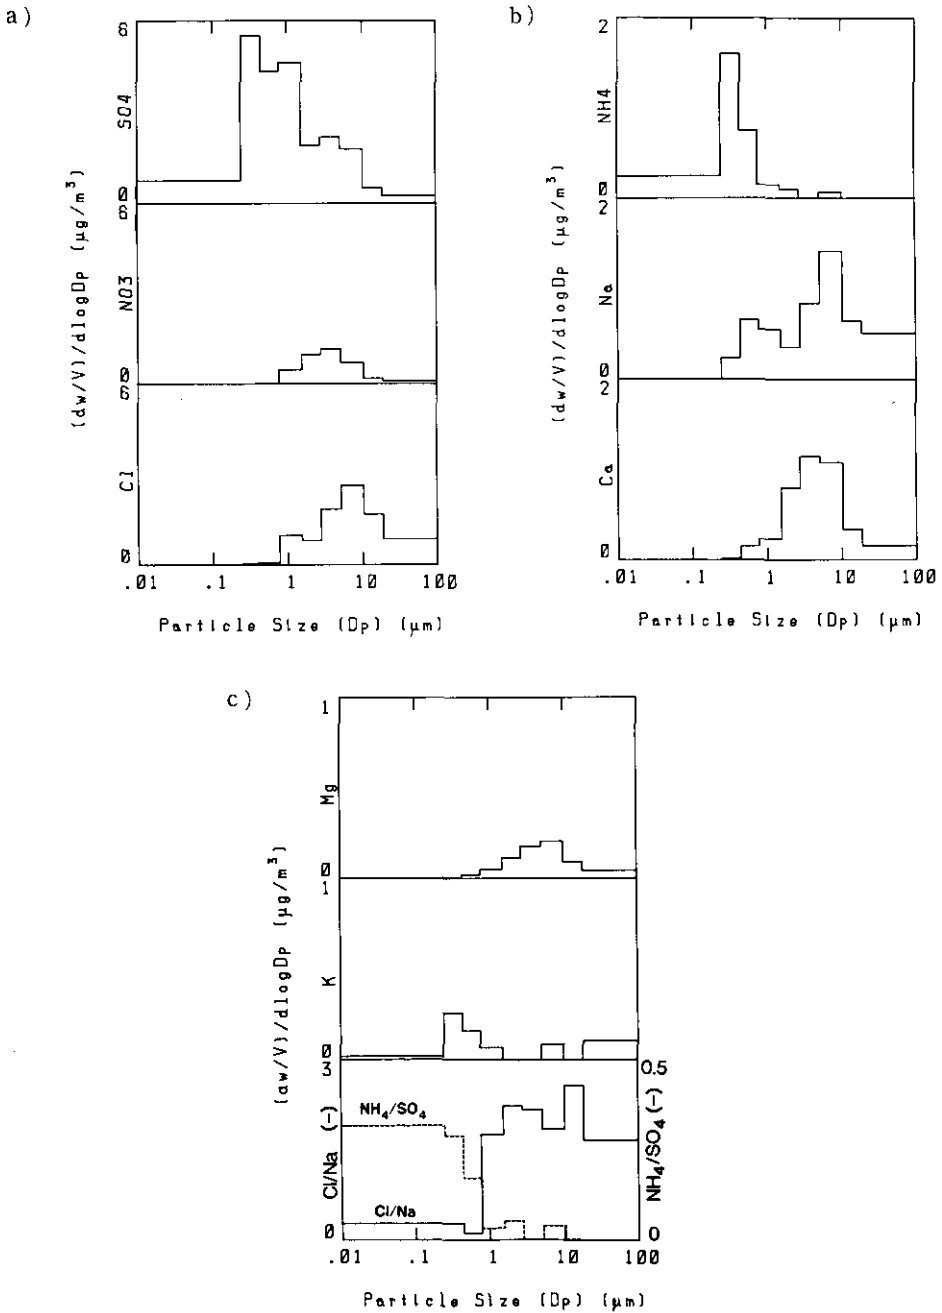 a)
6
SO4
0
6
NO3
0
6
Cl
0
(dw/V)/dlogDp (µg/m³)
.01 .1 1 10 100
Particle Size (Dp) (µm)
b)
2
NH4
0
2
Na
0
2
Ca
0
(dw/V)/dlogDp (µg/m³)
.01 .1 1 10 100
Particle Size (Dp) (µm)
c)
1
Mg
0
1
K
0
(dw/V)/dlogDp (µg/m³)
3
Cl/Na (-)
0
NH₄/SO₄
Cl/Na
0.5
NH₄/SO₄ (-)
0
.01 .1 1 10 100
Particle Size (Dp) (µm)